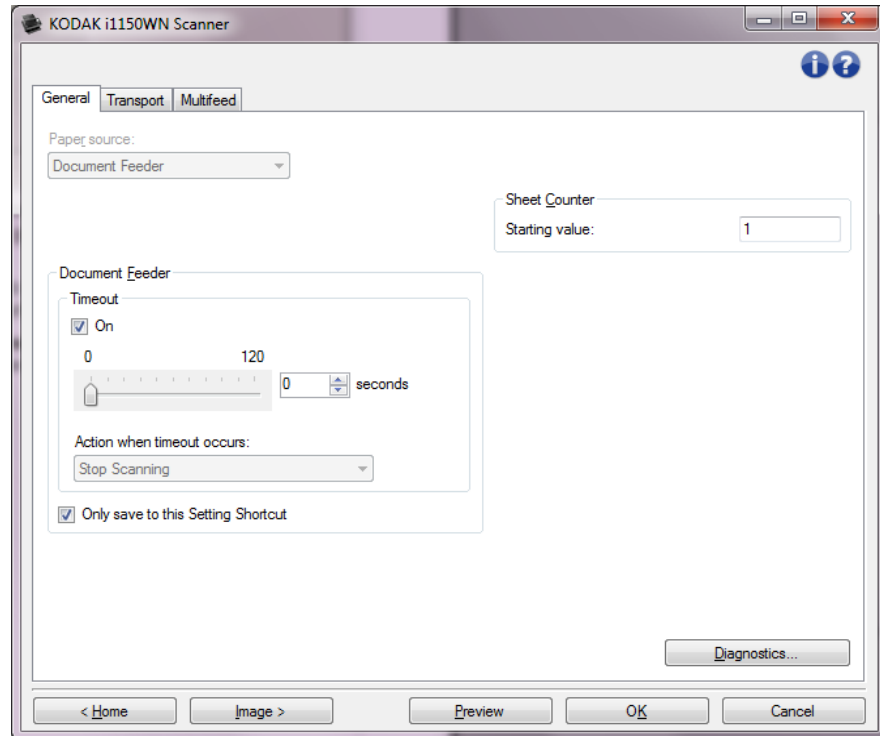 KODAK i1150WN Scanner
General Transport Multifeed
Paper source:
Document Feeder
Sheet Counter
Starting value: 1
Document Feeder
Timeout
On
0 120
0 seconds
Action when timeout occurs:
Stop Scanning
Only save to this Setting Shortcut
Diagnostics...
< Home Image > Preview OK Cancel